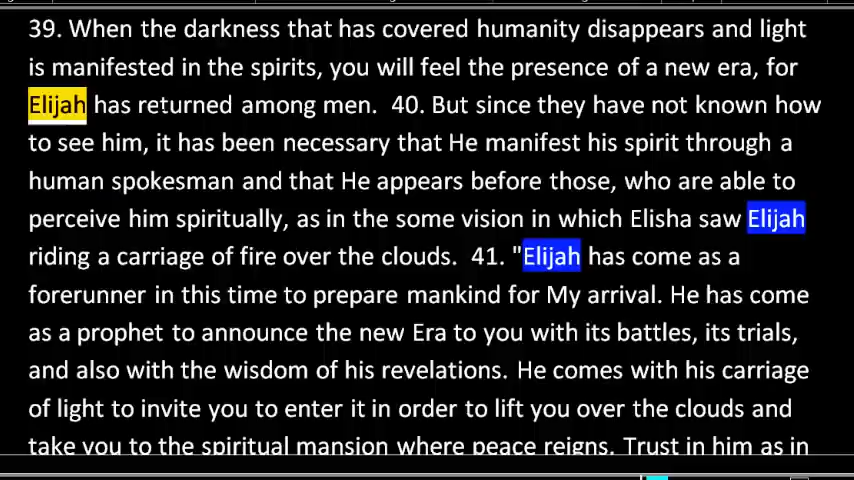 39. When the darkness that has covered humanity disappears and light
is manifested in the spirits, you will feel the presence of a new era, for
Elijah has returned among men.  40. But since they have not known how
to see him, it has been necessary that He manifest his spirit through a
human spokesman and that He appears before those, who are able to
perceive him spiritually, as in the some vision in which Elisha saw Elijah
riding a carriage of fire over the clouds.  41. "Elijah has come as a
forerunner in this time to prepare mankind for My arrival. He has come
as a prophet to announce the new Era to you with its battles, its trials,
and also with the wisdom of his revelations. He comes with his carriage
of light to invite you to enter it in order to lift you over the clouds and
take you to the spiritual mansion where peace reigns. Trust in him as in